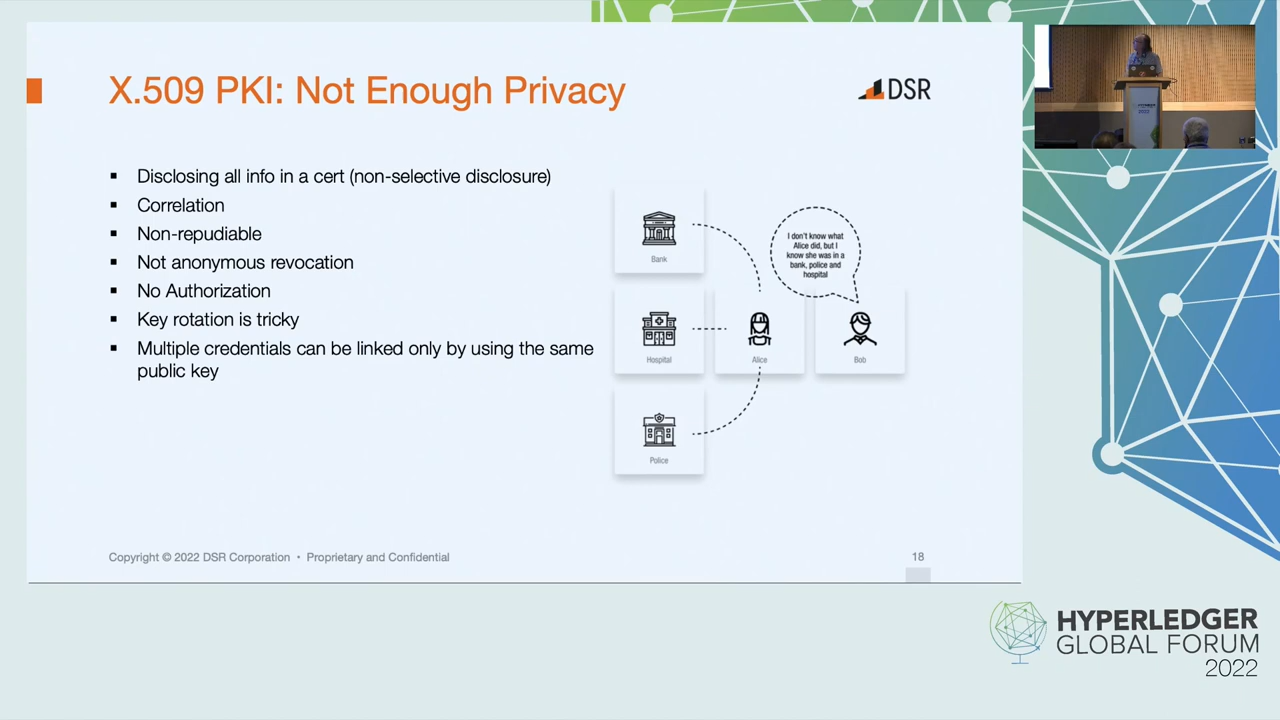 X.509 PKI: Not Enough Privacy
DSR
▪ Disclosing all info in a cert (non-selective disclosure)
▪ Correlation
▪ Non-repudiable
▪ Not anonymous revocation
▪ No Authorization
▪ Key rotation is tricky
▪ Multiple credentials can be linked only by using the same
public key
Bank
I don't know what
Alice did, but I
know she was in a
bank, police and
hospital
Hospital
Alice
Bob
Police
Copyright © 2022 DSR Corporation • Proprietary and Confidential
18
HYPERLEDGER
2022
HYPERLEDGER
GLOBAL FORUM
2022